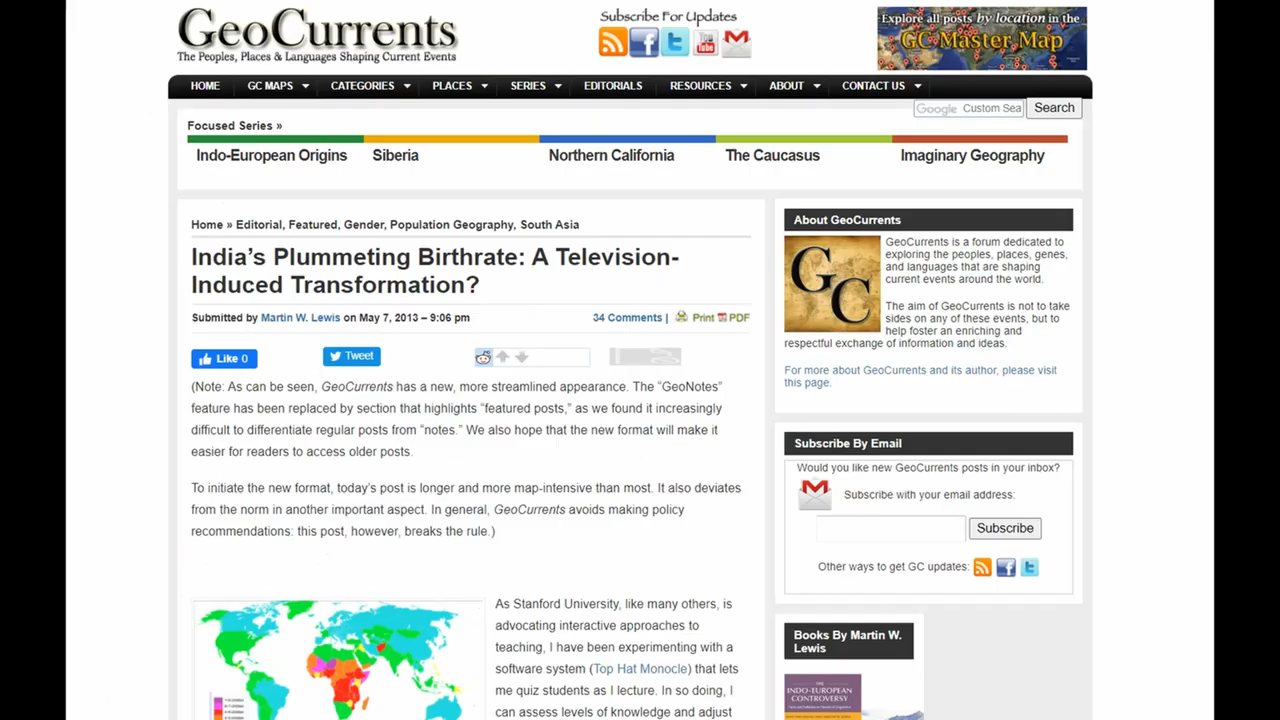 GeoCurrents
The Peoples, Places & Languages Shaping Current Events
Subscribe For Updates
You
Tube
Explore all posts by location in the
GC Master Map
HOME
GC MAPS
CATEGORIES
PLACES
SERIES
EDITORIALS
RESOURCES
ABOUT
CONTACT US
Google Custom Sea
Search
Focused Series »
Indo-European Origins
Siberia
Northern California
The Caucasus
Imaginary Geography
Home » Editorial, Featured, Gender, Population Geography, South Asia
India's Plummeting Birthrate: A Television-
Induced Transformation?
Submitted by Martin W. Lewis on May 7, 2013 – 9:06 pm
34 Comments |
Print
PDF
Like 0
Tweet
(Note: As can be seen, GeoCurrents has a new, more streamlined appearance. The "GeoNotes"
feature has been replaced by section that highlights "featured posts," as we found it increasingly
difficult to differentiate regular posts from "notes." We also hope that the new format will make it
easier for readers to access older posts.
To initiate the new format, today's post is longer and more map-intensive than most. It also deviates
from the norm in another important aspect. In general, GeoCurrents avoids making policy
recommendations: this post, however, breaks the rule.)
As Stanford University, like many others, is
advocating interactive approaches to
teaching, I have been experimenting with a
software system (Top Hat Monocle) that lets
me quiz students as I lecture. In so doing, I
can assess levels of knowledge and adjust
About GeoCurrents
GC
GeoCurrents is a forum dedicated to
exploring the peoples, places, genes,
and languages that are shaping
current events around the world.
The aim of GeoCurrents is not to take
sides on any of these events, but to
help foster an enriching and
respectful exchange of information and ideas.
For more about GeoCurrents and its author, please visit
this page.
Subscribe By Email
Would you like new GeoCurrents posts in your inbox?
Subscribe with your email address:
Subscribe
Other ways to get GC updates:
Books By Martin W.
Lewis
THE
INDO-EUROPEAN
CONTROVERSY